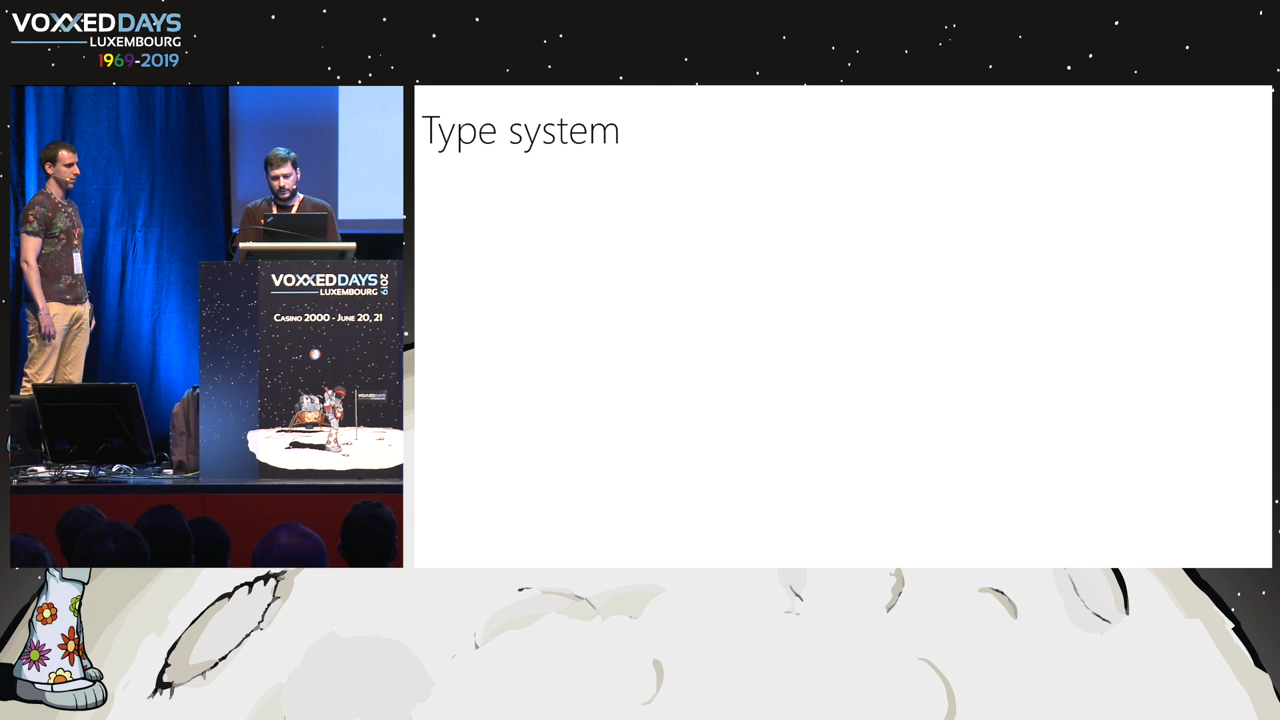 VOXXEDDAYS
LUXEMBOURG
1969-2019
Type system
VOXXEDDAYS
2019
LUXEMBOURG
CASINO 2000 - JUNE 20, 21